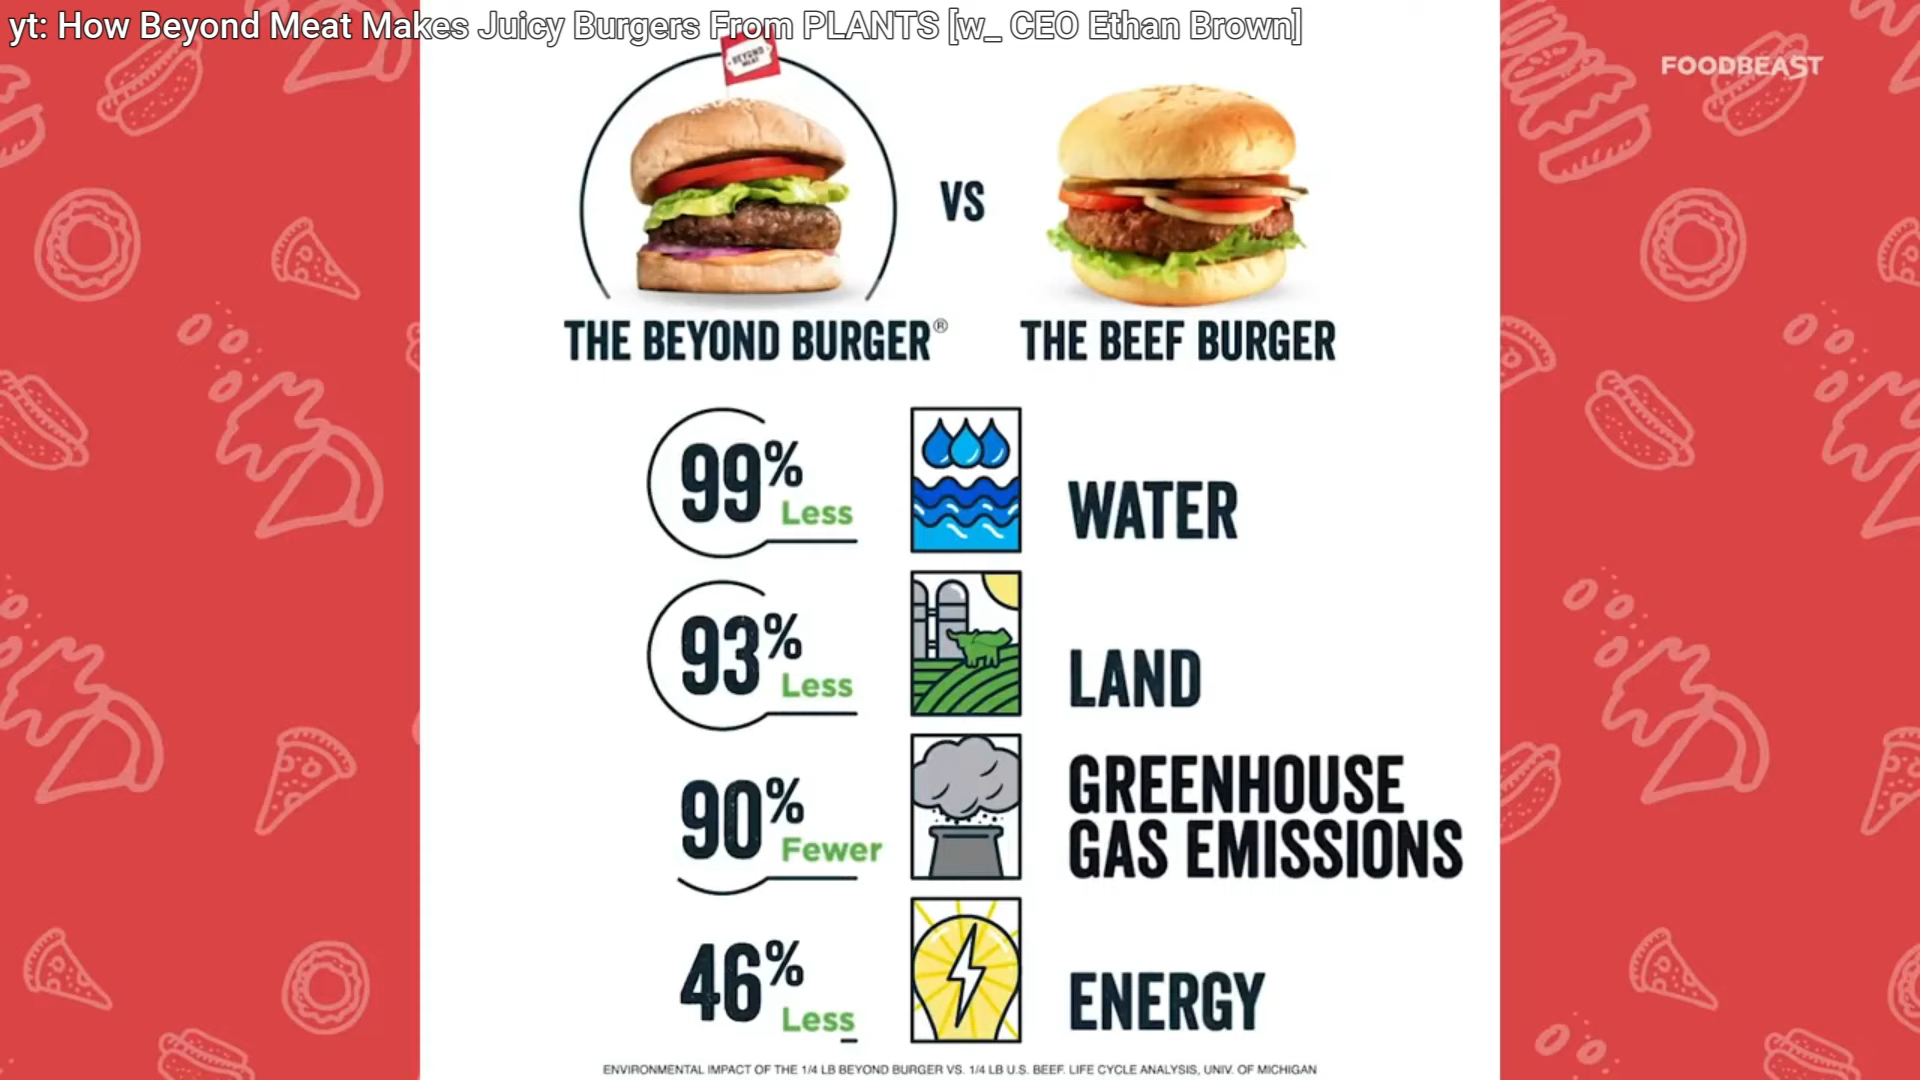 yt: How Beyond Meat Makes Juicy Burgers From PLANTS [w_ CEO Ethan Brown]
FOODBEAST
BEYOND
MEAT
VS
THE BEYOND BURGER®
THE BEEF BURGER
99%
Less
WATER
93%
Less
LAND
90%
Fewer
GREENHOUSE
GAS EMISSIONS
46%
Less
ENERGY
ENVIRONMENTAL IMPACT OF THE 1/4 LB BEYOND BURGER VS. 1/4 LB U.S. BEEF. LIFE CYCLE ANALYSIS, UNIV. OF MICHIGAN